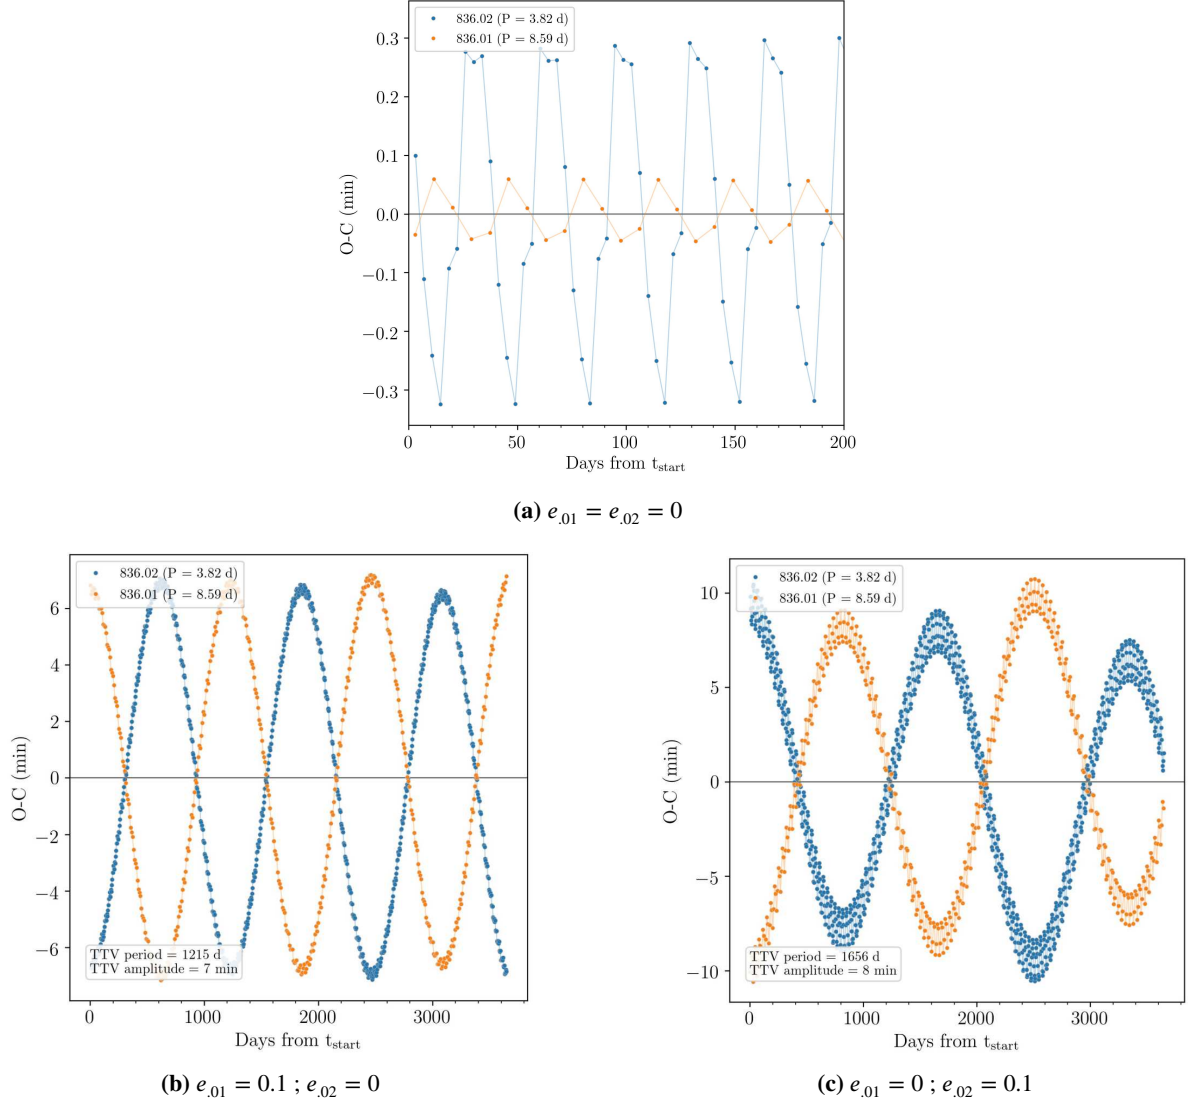 836.02 (P = 3.82 d)
836.01 (P = 8.59 d)
0.3
0.2
0.1
0.0
−0.1
−0.2
−0.3
O-C (min)
0
50
100
150
200
Days from t_start
(a) e.01 = e.02 = 0
836.02 (P = 3.82 d)
836.01 (P = 8.59 d)
6
4
2
0
−2
−4
−6
O-C (min)
TTV period = 1215 d
TTV amplitude = 7 min
0
1000
2000
3000
Days from t_start
(b) e.01 = 0.1 ; e.02 = 0
836.02 (P = 3.82 d)
836.01 (P = 8.59 d)
10
5
0
−5
−10
O-C (min)
TTV period = 1656 d
TTV amplitude = 8 min
0
1000
2000
3000
Days from t_start
(c) e.01 = 0 ; e.02 = 0.1